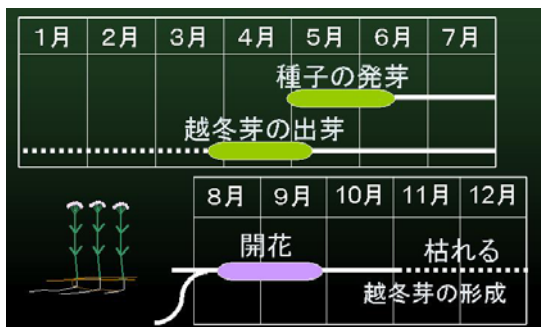 1月 2月 3月 4月 5月 6月 7月
種子の発芽
越冬芽の出芽
8月 9月 10月 11月 12月
開花 枯れる
越冬芽の形成